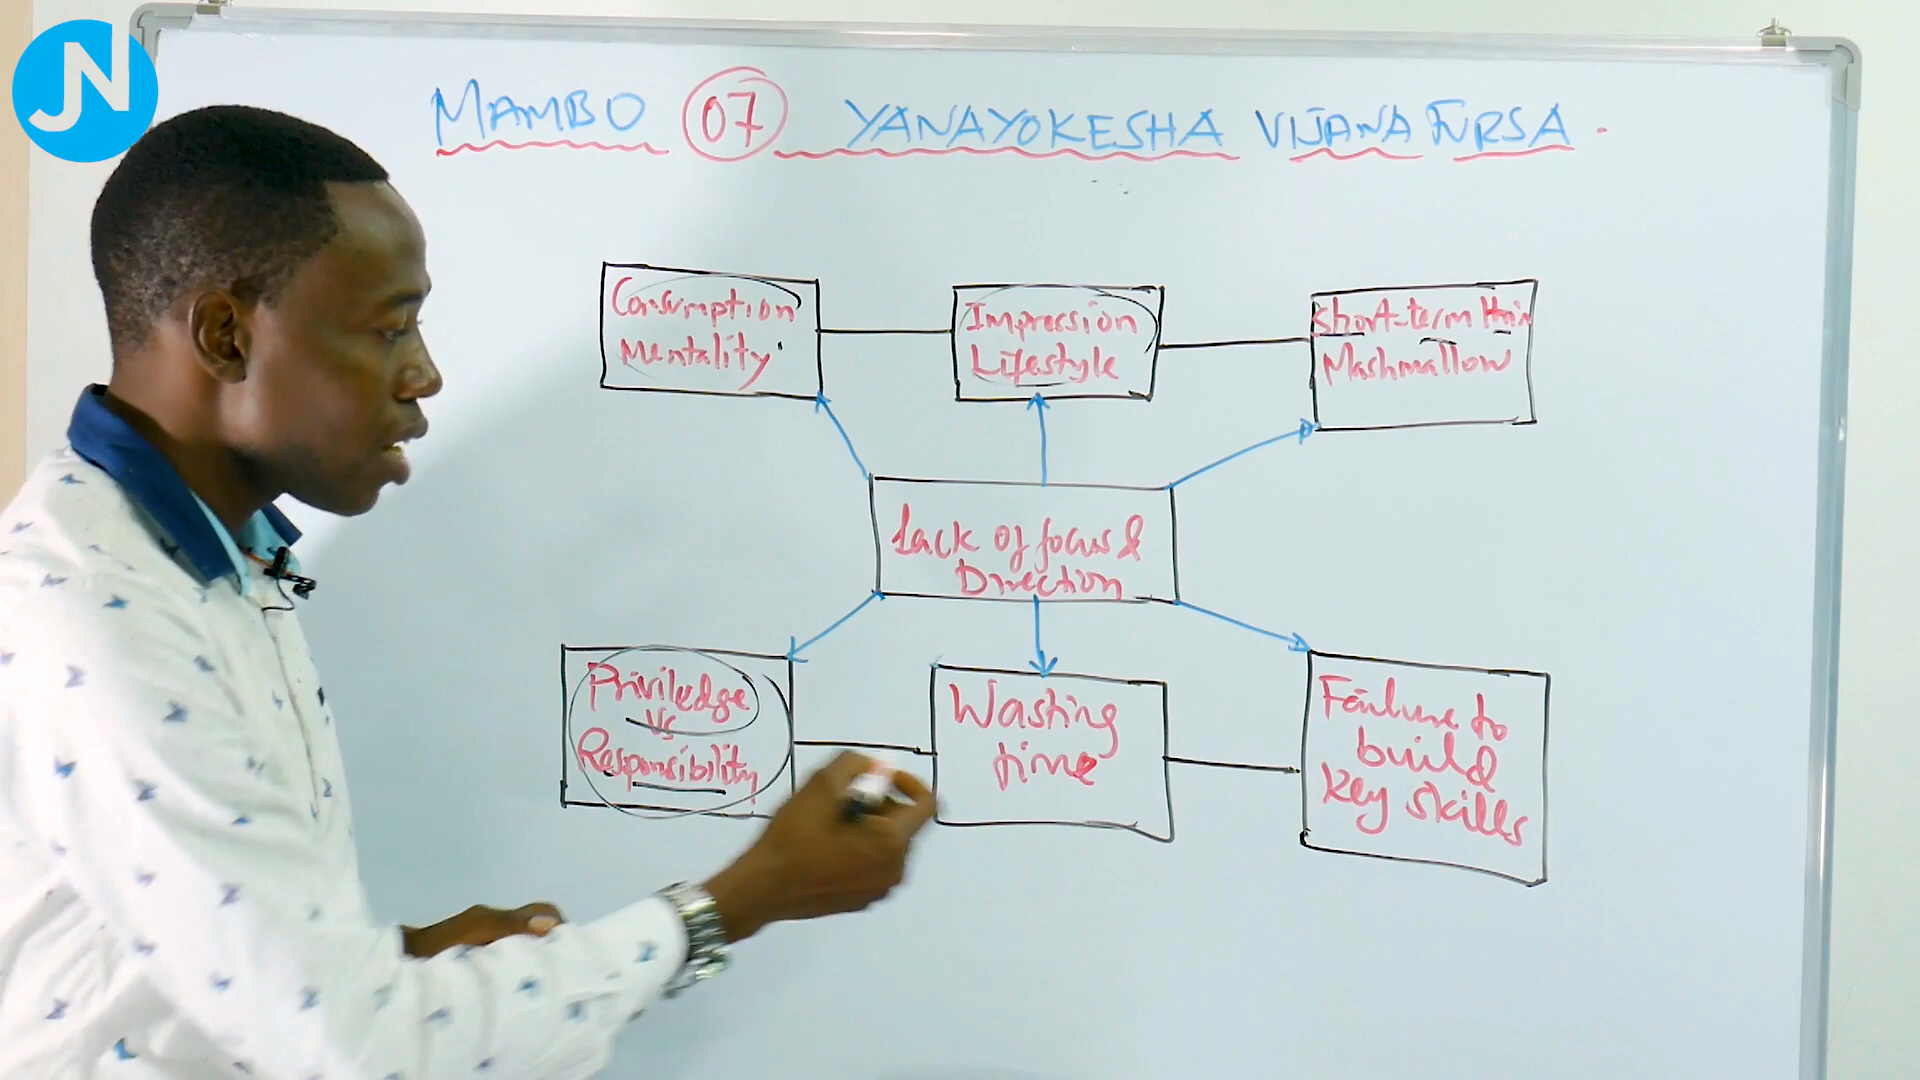 JN
MAMBO 07 YANAYOKESHA VIJANA FURSA.
Consumption
Mentality
Impression
Lifestyle
Short-term
Mashmallow
Lack of focus &
Direction
Priviledge
Vs
Responsibility
Wasting
time
Failure to
build
Key skills